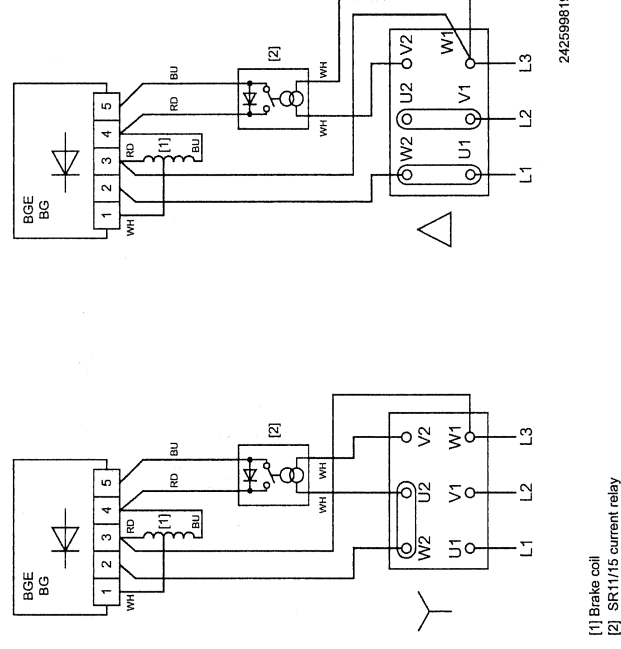 BGE
BG
1 2 3 4 5
WH
RD
[1]
BU
RD
BU
[2]
WH
WH
W2 U2 V2
U1 V1 W1
L1 L2 L3
BGE
BG
1 2 3 4 5
WH
RD
[1]
BU
RD
BU
[2]
WH
WH
W2 U2 V2
U1 V1 W1
L1 L2 L3
[1] Brake coil
[2] SR11/15 current relay